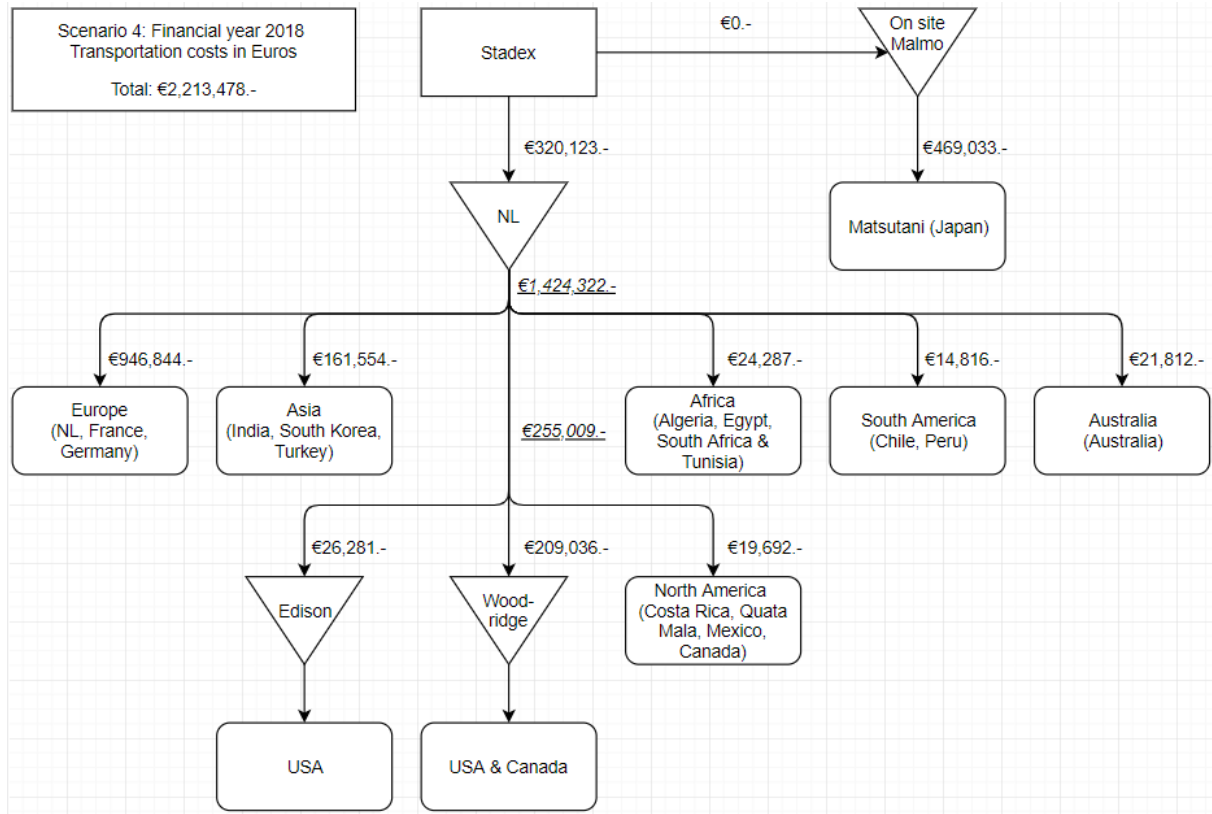 Scenario 4: Financial year 2018
Transportation costs in Euros
Total: €2,213,478.-
Stadex
€0.-
On site
Malmo
€320,123.-
€469,033.-
NL
Matsutani (Japan)
€1,424,322.-
€946,844.-
€161,554.-
€24,287.-
€14,816.-
€21,812.-
Europe
(NL, France,
Germany)
Asia
(India, South Korea,
Turkey)
€255,009.-
Africa
(Algeria, Egypt,
South Africa &
Tunisia)
South America
(Chile, Peru)
Australia
(Australia)
€26,281.-
€209,036.-
€19,692.-
Edison
Wood-
ridge
North America
(Costa Rica, Quata
Mala, Mexico,
Canada)
USA
USA & Canada